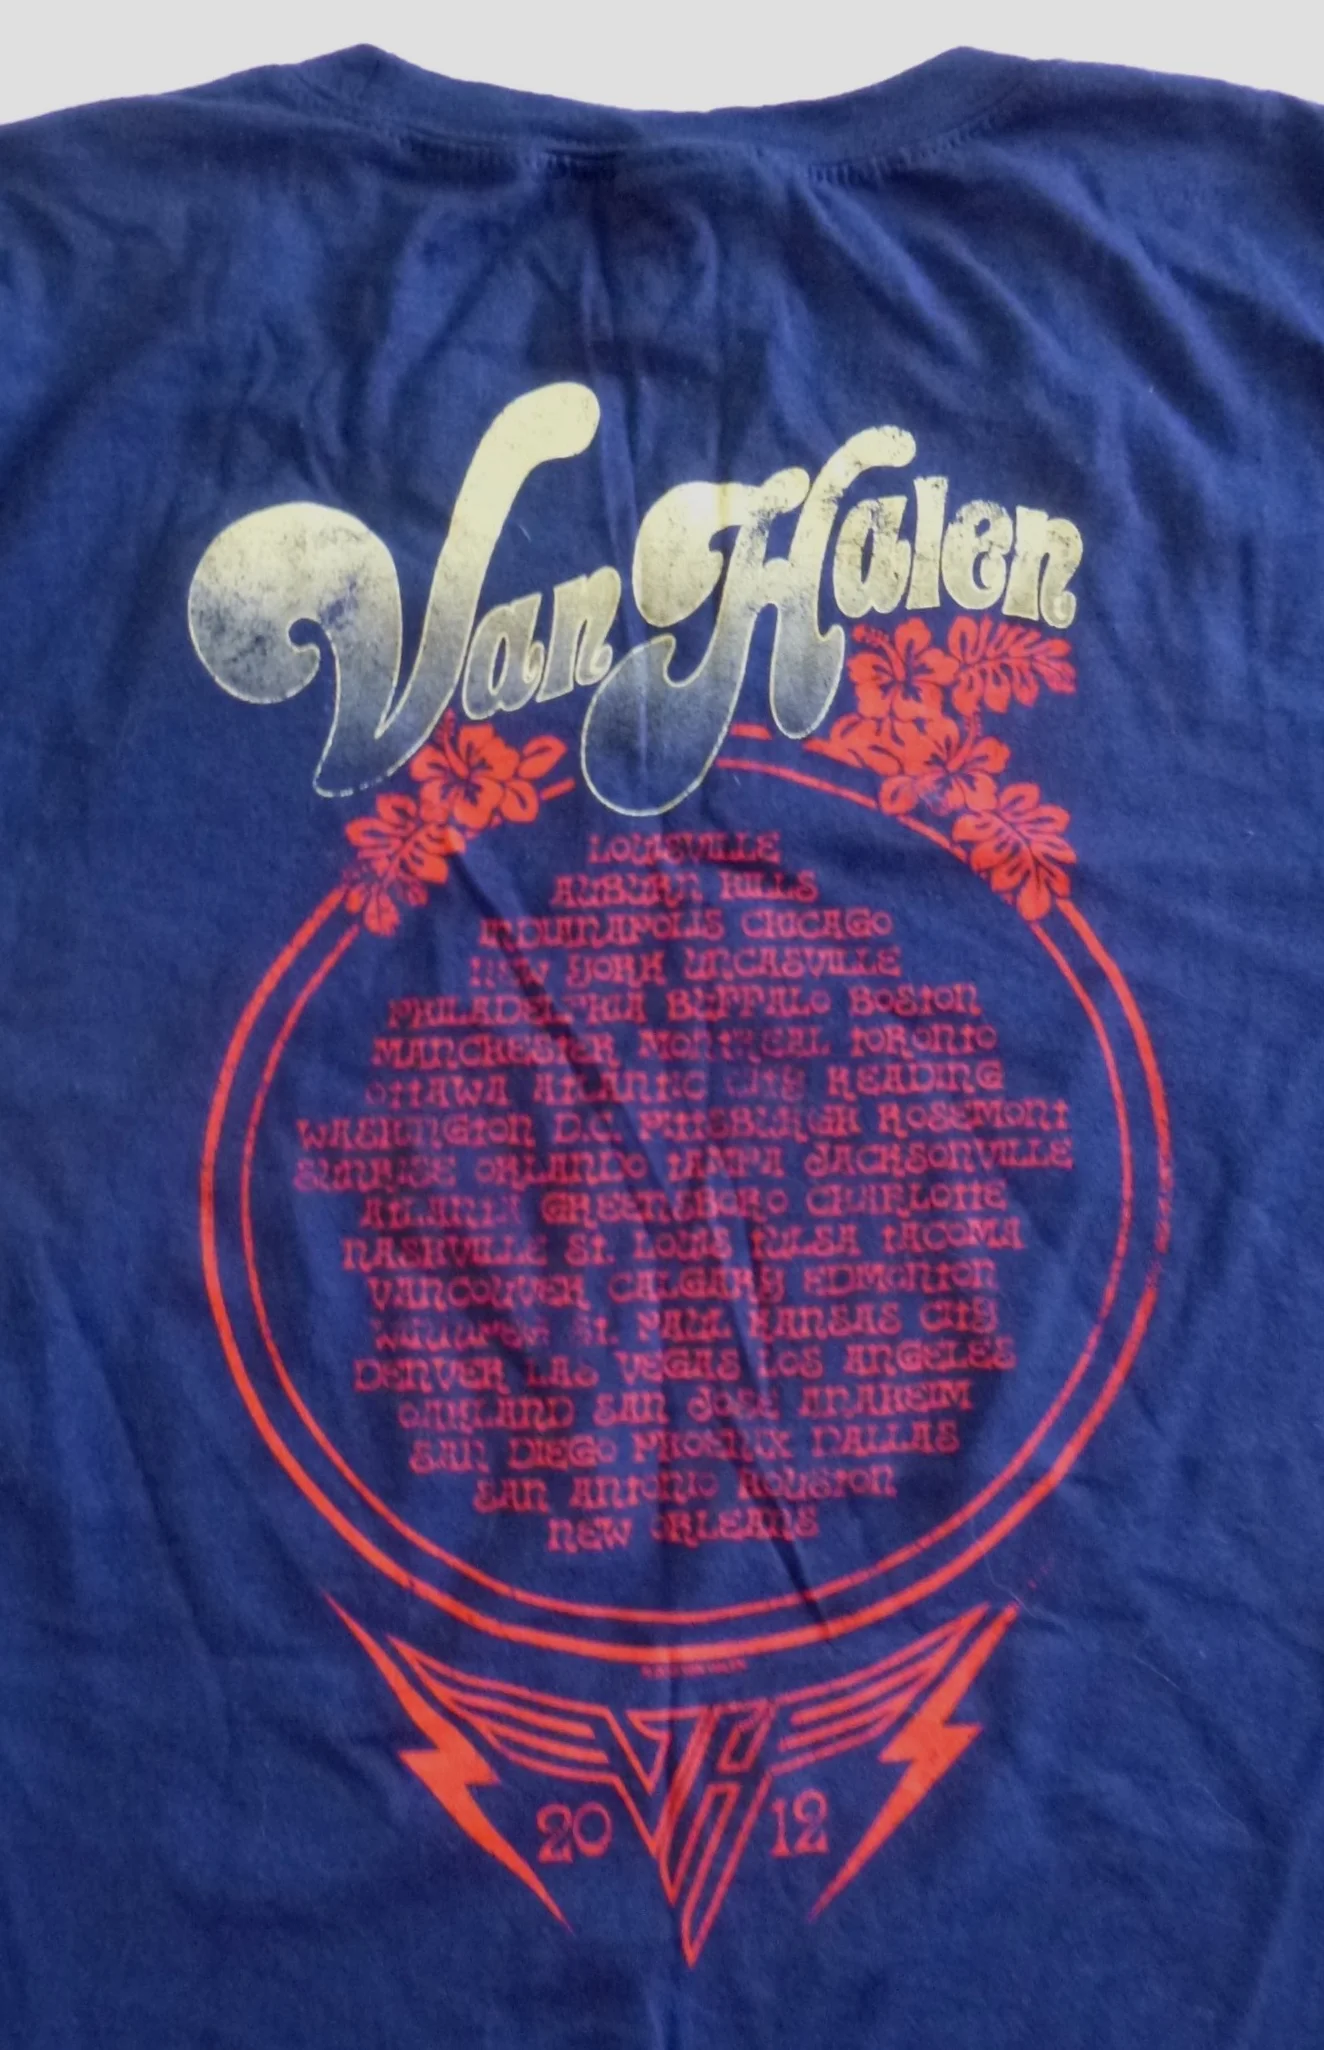 Van Halen
LOUISVILLE
AUBURN HILLS
INDIANAPOLIS CHICAGO
NEW YORK UNCASVILLE
PHILADELPHIA BUFFALO BOSTON
MANCHESTER MONTREAL TORONTO
OTTAWA ATLANTIC CITY READING
WASHINGTON D.C. PITTSBURGH ROSEMONT
SUNRISE ORLANDO TAMPA JACKSONVILLE
ATLANTA GREENSBORO CHARLOTTE
NASHVILLE ST. LOUIS TULSA TACOMA
VANCOUVER CALGARY EDMONTON
WINNIPEG ST. PAUL KANSAS CITY
DENVER LAS VEGAS LOS ANGELES
OAKLAND SAN JOSE ANAHEIM
SAN DIEGO PHOENIX DALLAS
SAN ANTONIO HOUSTON
NEW ORLEANS
VH
2012